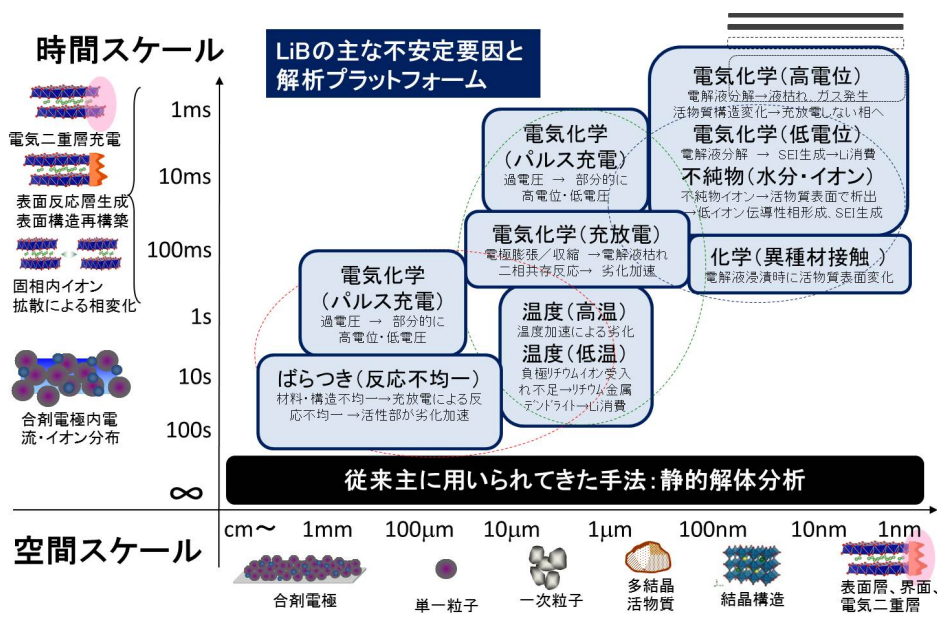 時間スケール
LiBの主な不安定要因と
解析プラットフォーム
電気二重層充電
表面反応層生成
表面構造再構築
固相内イオン
拡散による相変化
合剤電極内電
流・イオン分布
1ms
10ms
100ms
1s
10s
100s
∞
電気化学(高電位)
電解液分解→液枯れ、ガス発生
活物質構造変化→充放電しない相へ
電気化学(低電位)
電解液分解 → SEI生成→Li消費
不純物(水分・イオン)
不純物イオン→活物質表面で析出
→低イオン伝導性相形成、SEI生成
電気化学
(パルス充電)
過電圧 → 部分的に
高電位・低電圧
電気化学(充放電)
電極膨張/収縮 →電解液枯れ
二相共存反応→ 劣化加速
化学(異種材接触)
電解液浸漬時に活物質表面変化
電気化学
(パルス充電)
過電圧 → 部分的に
高電位・低電圧
温度(高温)
温度加速による劣化
温度(低温)
負極リチウムイオン受入
れ不足→リチウム金属
デンドライト→Li消費
ばらつき(反応不均一)
材料・構造不均一→充放電による反
応不均一 →活性部が劣化加速
従来主に用いられてきた手法:静的解体分析
空間スケール
cm～ 1mm 100μm 10μm 1μm 100nm 10nm 1nm
合剤電極
単一粒子
一次粒子
多結晶
活物質
結晶構造
表面層、界面、
電気二重層